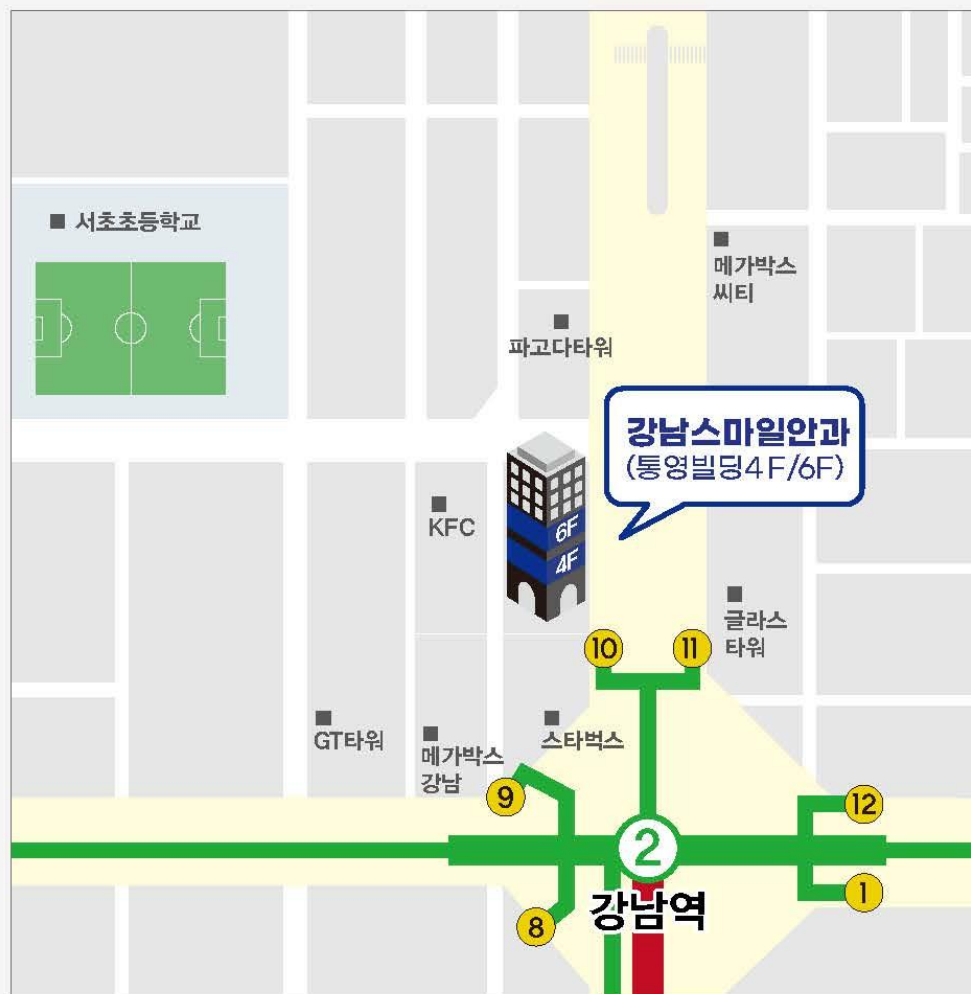 서초초등학교
메가박스
씨티
파고다타워
강남스마일안과
(통영빌딩4F/6F)
KFC
6F
4F
글라스
타워
10
11
GT타워
메가박스
강남
스타벅스
9
12
2
강남역
1
8